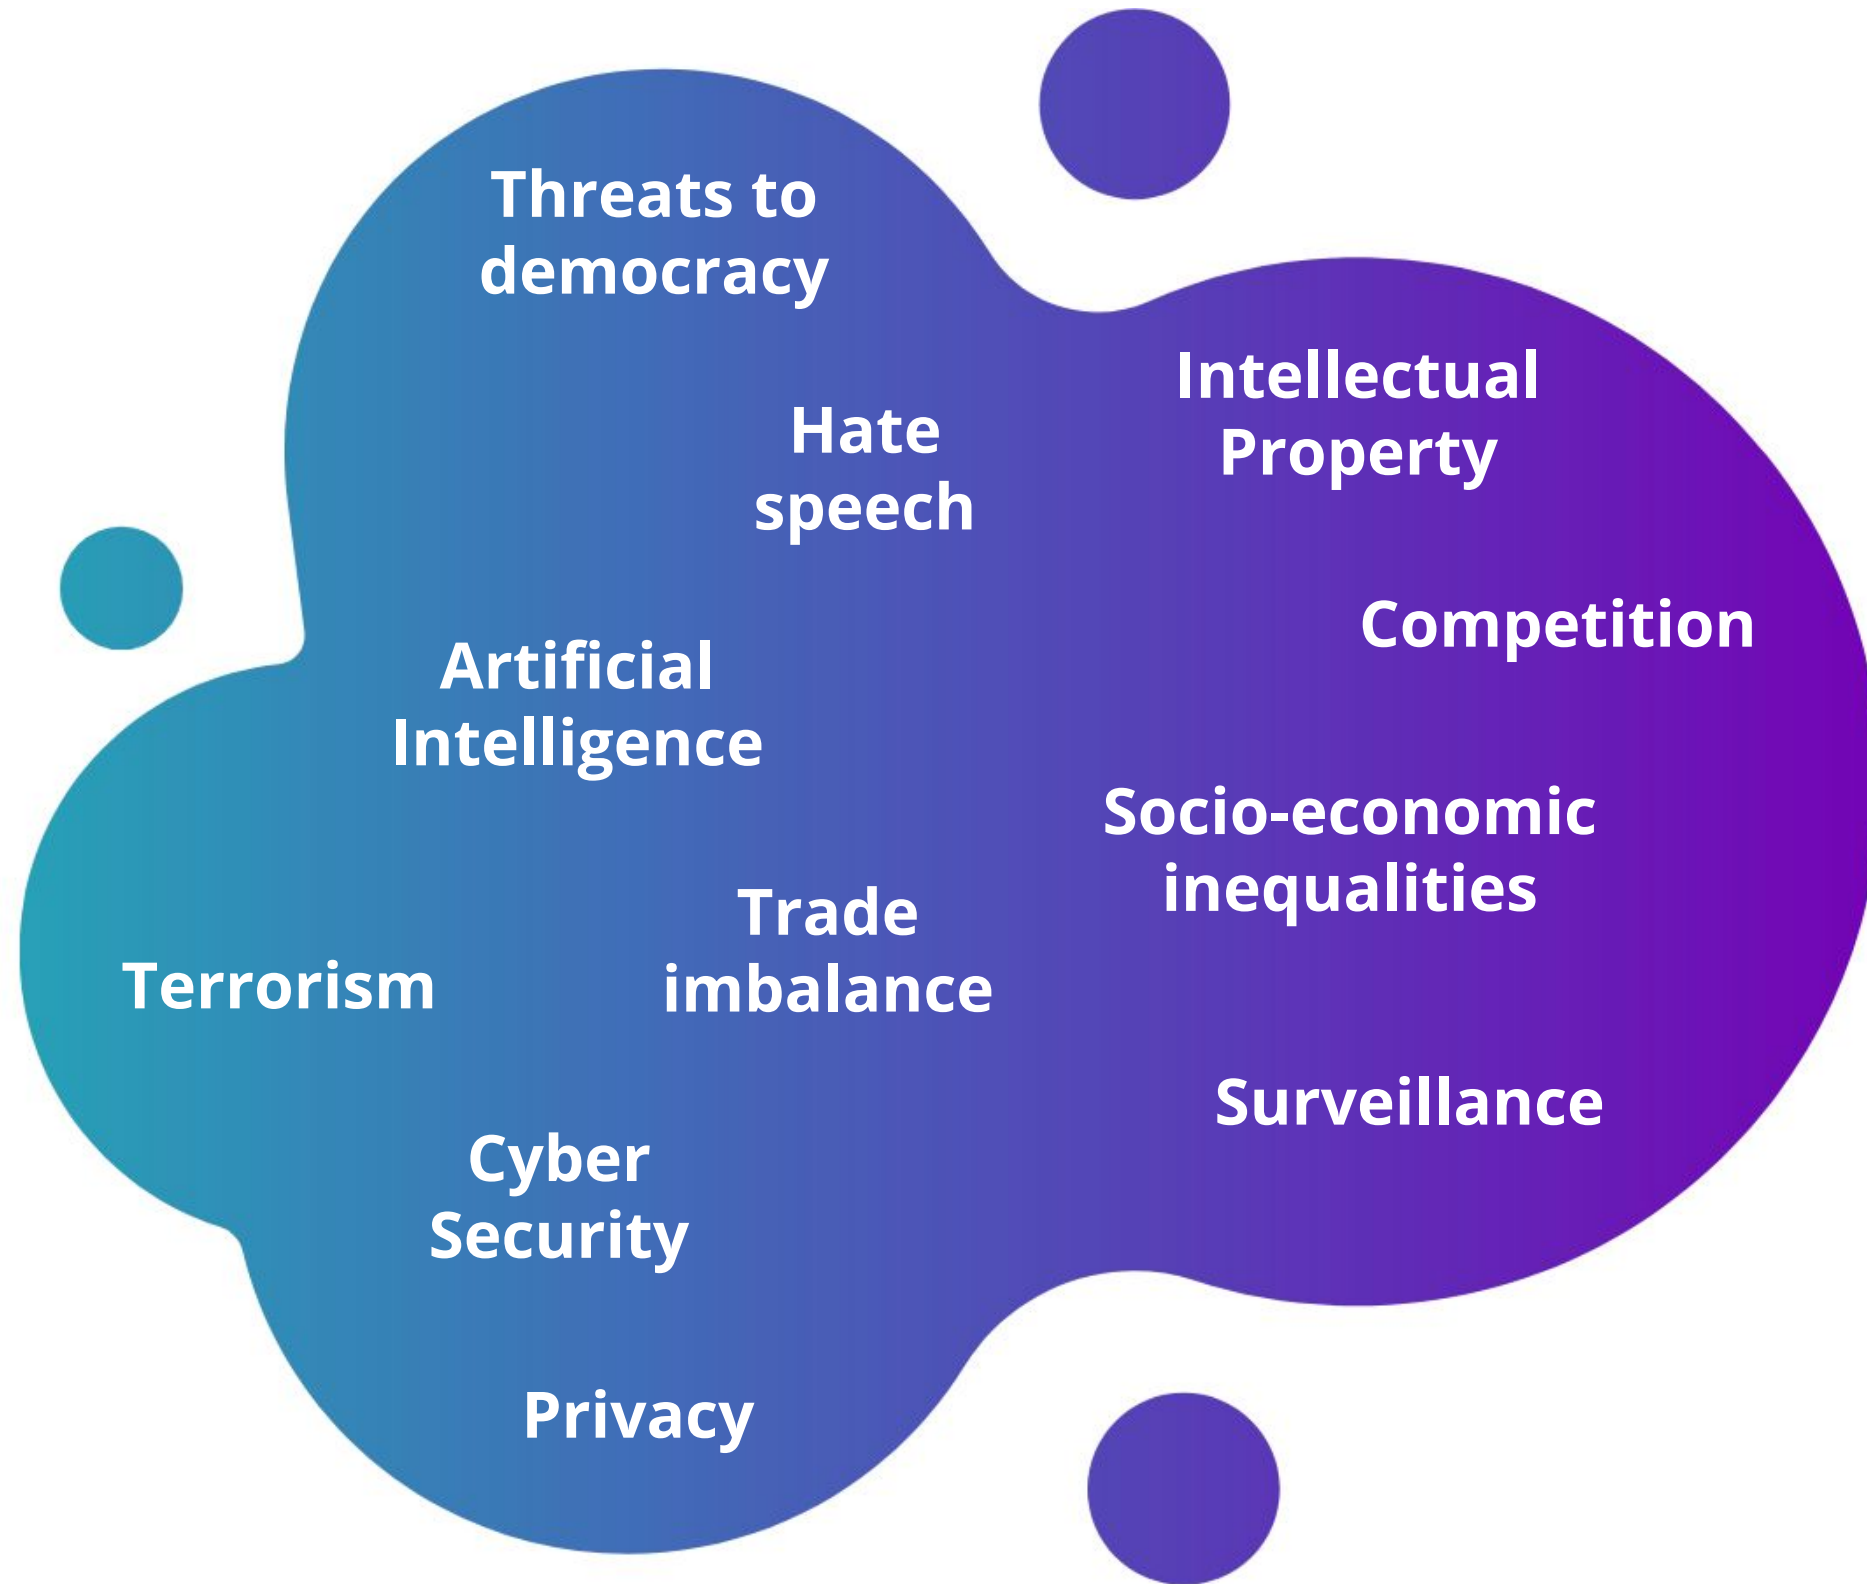 Threats to
democracy
Intellectual
Property
Hate
speech
Competition
Artificial
Intelligence
Socio-economic
inequalities
Trade
imbalance
Terrorism
Surveillance
Cyber
Security
Privacy